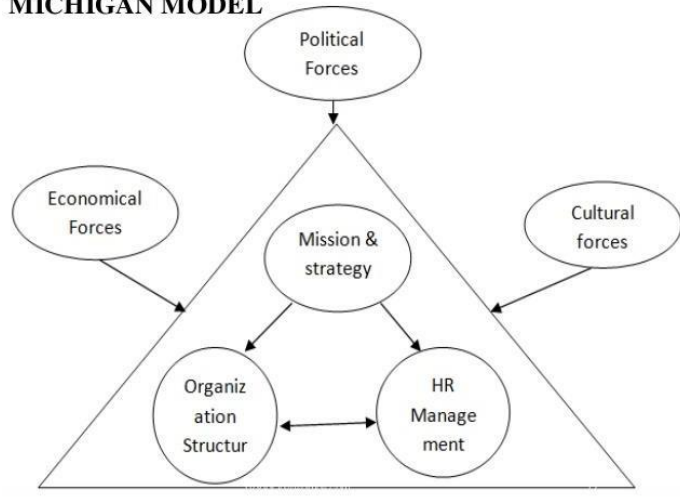 MICHIGAN MODEL
Political
Forces
Economical
Forces
Cultural
forces
Mission &
strategy
Organiz
ation
Structur
HR
Manage
ment